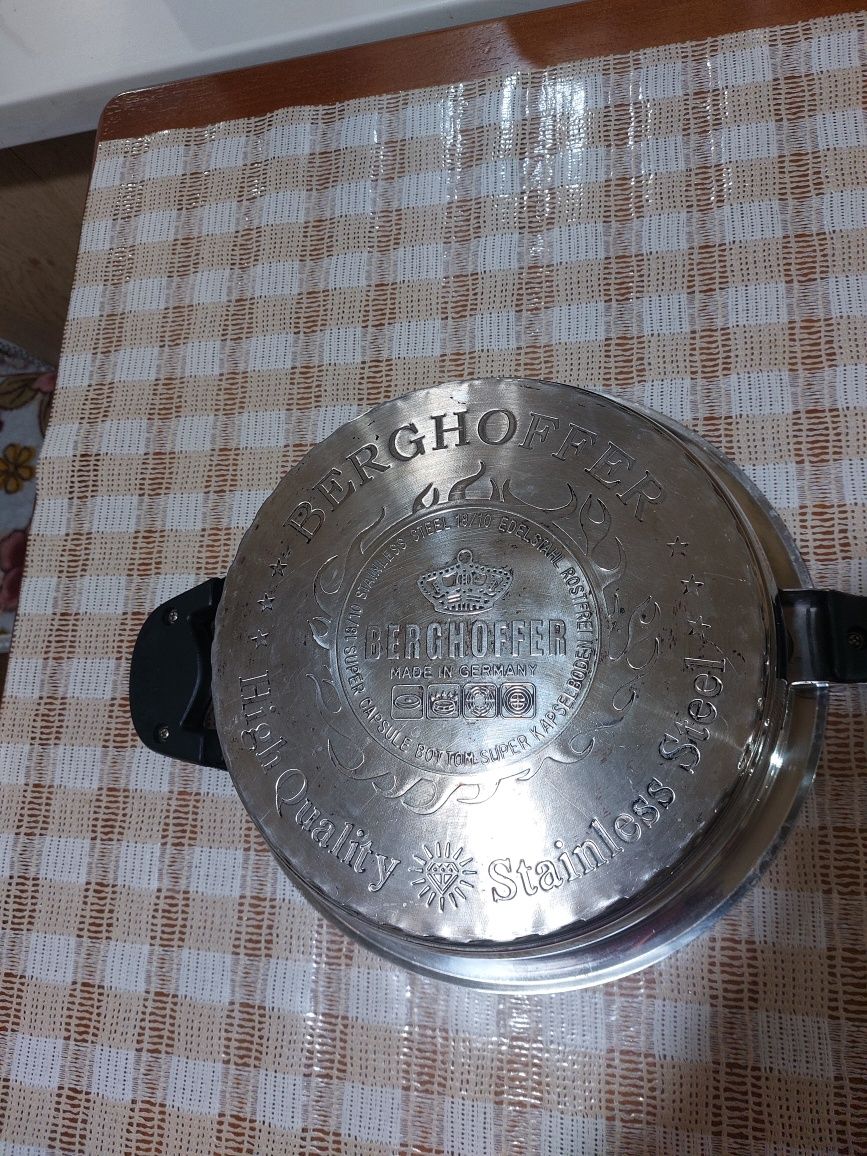 BERGHOFFER
18/10 STAINLESS STEEL 18/10 EDELSTAHL ROSTFREI
BERGHOFFER
MADE IN GERMANY
SUPER CAPSULE BOTTOM-SUPER KAPSELBODEN
High Quality Stainless Steel